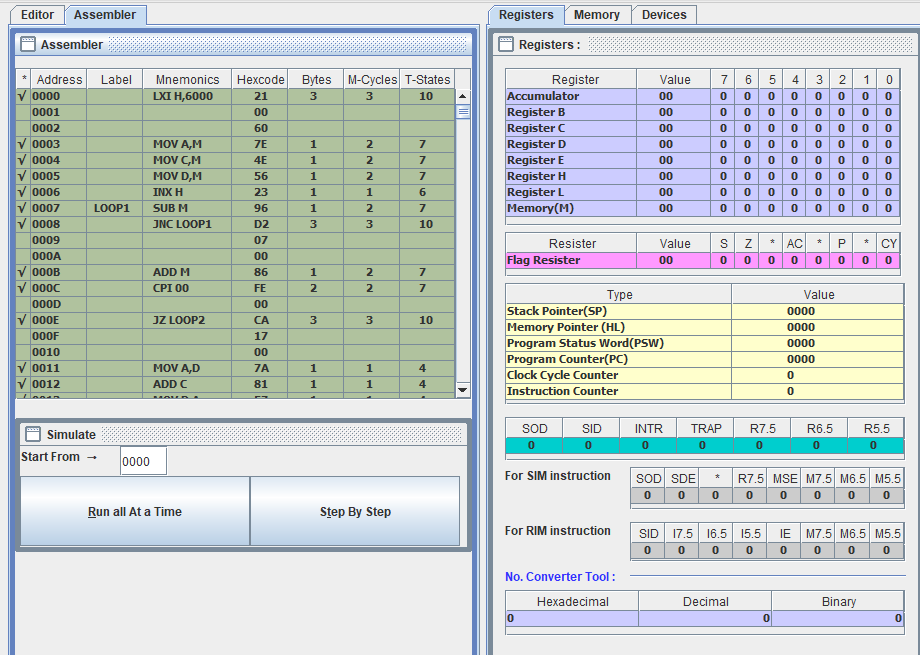 Editor Assembler
Assembler
* Address Label Mnemonics Hexcode Bytes M-Cycles T-States
√ 0000 LXI H,6000 21 3 3 10
0001 00
0002 60
√ 0003 MOV A,M 7E 1 2 7
√ 0004 MOV C,M 4E 1 2 7
√ 0005 MOV D,M 56 1 2 7
√ 0006 INX H 23 1 1 6
√ 0007 LOOP1 SUB M 96 1 2 7
√ 0008 JNC LOOP1 D2 3 3 10
0009 07
000A 00
√ 000B ADD M 86 1 2 7
√ 000C CPI 00 FE 2 2 7
000D 00
√ 000E JZ LOOP2 CA 3 3 10
000F 17
0010 00
√ 0011 MOV A,D 7A 1 1 4
√ 0012 ADD C 81 1 1 4
Simulate
Start From → 0000
Run all At a Time Step By Step
Registers Memory Devices
Registers :
Register Value 7 6 5 4 3 2 1 0
Accumulator 00 0 0 0 0 0 0 0 0
Register B 00 0 0 0 0 0 0 0 0
Register C 00 0 0 0 0 0 0 0 0
Register D 00 0 0 0 0 0 0 0 0
Register E 00 0 0 0 0 0 0 0 0
Register H 00 0 0 0 0 0 0 0 0
Register L 00 0 0 0 0 0 0 0 0
Memory(M) 00 0 0 0 0 0 0 0 0
Resister Value S Z * AC * P * CY
Flag Resister 00 0 0 0 0 0 0 0 0
Type Value
Stack Pointer(SP) 0000
Memory Pointer (HL) 0000
Program Status Word(PSW) 0000
Program Counter(PC) 0000
Clock Cycle Counter 0
Instruction Counter 0
SOD SID INTR TRAP R7.5 R6.5 R5.5
0 0 0 0 0 0 0
For SIM instruction SOD SDE * R7.5 MSE M7.5 M6.5 M5.5
0 0 0 0 0 0 0 0
For RIM instruction SID I7.5 I6.5 I5.5 IE M7.5 M6.5 M5.5
0 0 0 0 0 0 0 0
No. Converter Tool :
Hexadecimal Decimal Binary
0 0 0